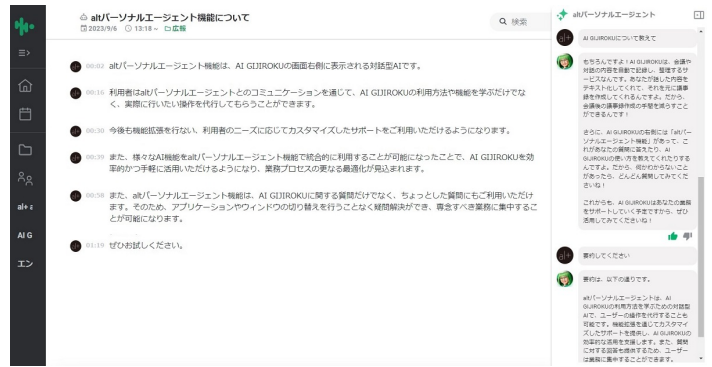 altパーソナルエージェント機能について
2023/9/6 13:18 ~ 広報
検索
00:02 altパーソナルエージェント機能は、AI GIJIROKUの画面右側に表示される対話型AIです。
00:16 利用者はaltパーソナルエージェントとのコミュニケーションを通じて、AI GIJIROKUの利用方法や機能を学ぶだけでな
く、実際に行いたい操作を代行してもらうことができます。
00:30 今後も機能拡張を行ない、利用者のニーズに応じてカスタマイズしたサポートをご利用いただけるようになります。
00:39 また、様々なAI機能をaltパーソナルエージェント機能で統合的に利用することが可能になったことで、AI GIJIROKUを効
率的かつ手軽に活用いただけるようになり、業務プロセスの更なる最適化が見込まれます。
00:58 また、altパーソナルエージェント機能は、AI GIJIROKUに関する質問だけでなく、ちょっとした質問にもご利用いただけ
ます。そのため、アプリケーションやウィンドウの切り替えを行うことなく疑問解決ができ、専念すべき業務に集中するこ
とが可能になります。
01:19 ぜひお試しください。
al+ a
AI G
エン
altパーソナルエージェント
al+
AI GIJIROKUについて教えて
もちろんですよ！AI GIJIROKUは、会議や
対話の内容を自動で記録し、整理するサ
ービスなんです。あなたが話した内容を
テキスト化してくれて、それを元に議事
録を作成してくれるんですよ。だから、
会議後の議事録作成の手間を減らすこと
ができるんです！
さらに、AI GIJIROKUの右側には「altパー
ソナルエージェント機能」があって、こ
れがあなたの質問に答えたり、AI
GIJIROKUの使い方を教えてくれたりする
んですよ。だから、何かわからないこと
があったら、どんどん質問してみてくだ
さいね！
これからも、AI GIJIROKUはあなたの業務
をサポートしていく予定ですから、ぜひ
活用してみてくださいね！
al+
要約してください
要約は、以下の通りです。
altパーソナルエージェントは、AI
GIJIROKUの利用方法を学ぶための対話型
AIで、ユーザーの操作を代行することも
可能です。機能拡張を通じてカスタマイ
ズしたサポートを提供し、AI GIJIROKUの
効率的な活用を支援します。また、質問
に対する回答も提供するため、ユーザー
は業務に集中することができます。